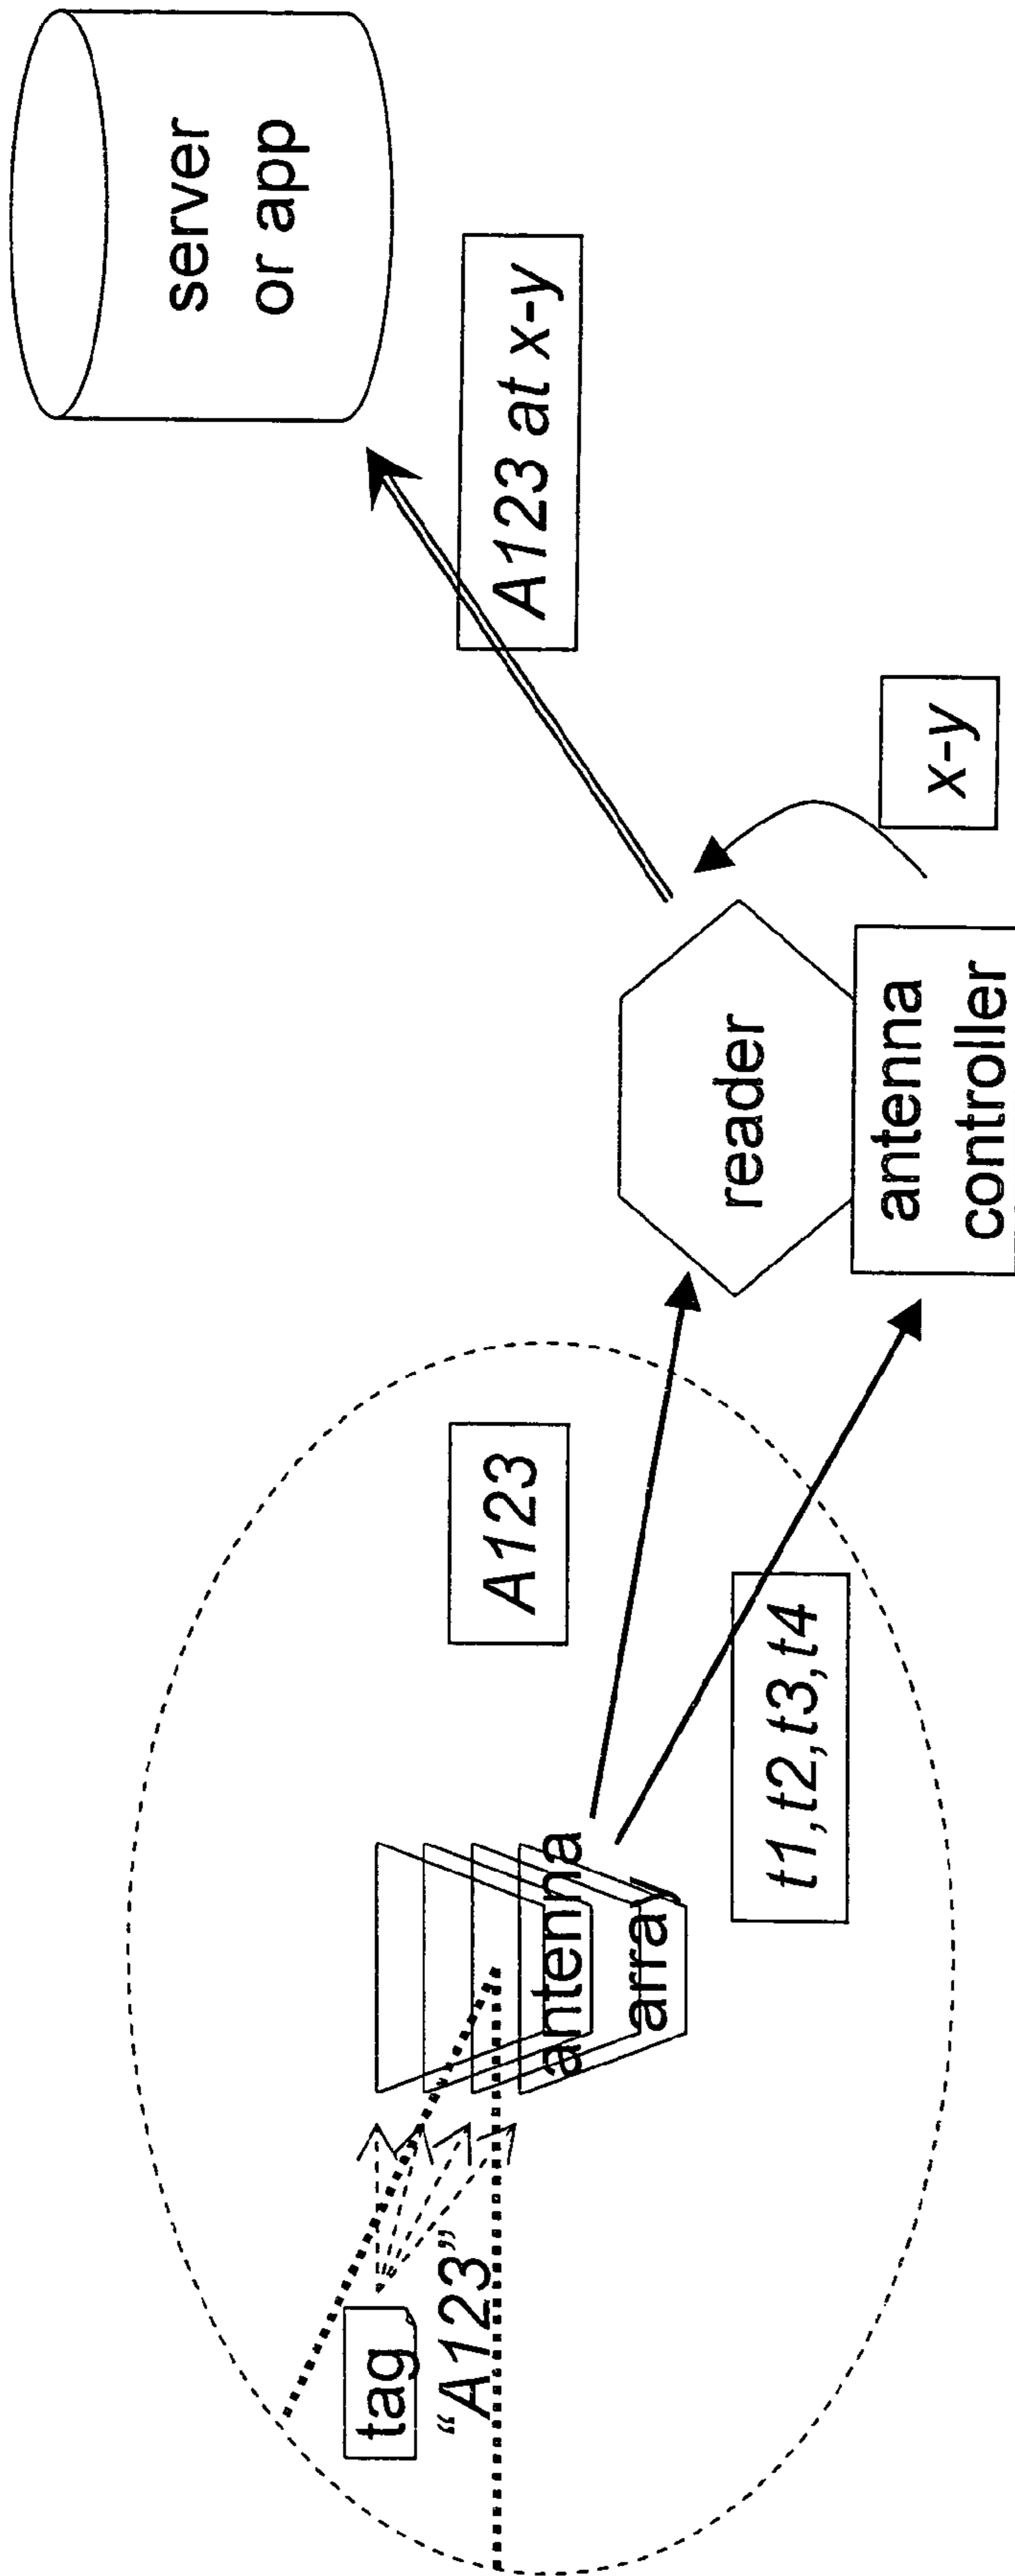 tag
“A123”
antenna
array
A123
t1,t2,t3,t4
reader
antenna
controller
x-y
A123 at x-y
server
or app